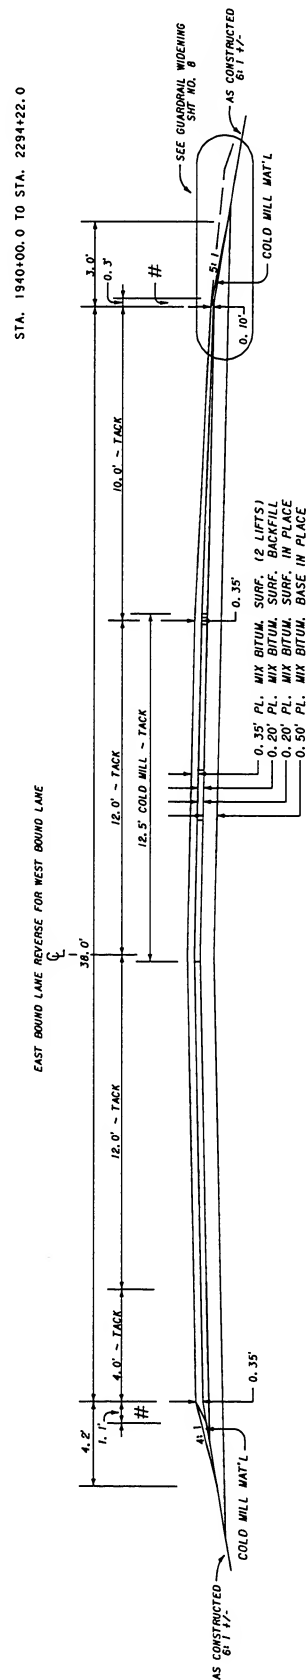 STA. 1940+00.0 TO STA. 2294+22.0
EAST BOUND LANE REVERSE FOR WEST BOUND LANE
℄
38.0'
4.2'
1.1'
#
4.0' ~ TACK
12.0' ~ TACK
12.0' ~ TACK
12.5' COLD MILL ~ TACK
10.0' ~ TACK
3.0'
0.3'
#
SEE GUARDRAIL WIDENING
SHT NO. 8
AS CONSTRUCTED
6:1 +/-
COLD MILL MAT'L
5:1
0.10'
0.35'
0.35' PL. MIX BITUM. SURF. (2 LIFTS)
0.20' PL. MIX BITUM. SURF. BACKFILL
0.20' PL. MIX BITUM. SURF. IN PLACE
0.50' PL. MIX BITUM. BASE IN PLACE
0.35'
4:1
COLD MILL MAT'L
AS CONSTRUCTED
6:1 +/-